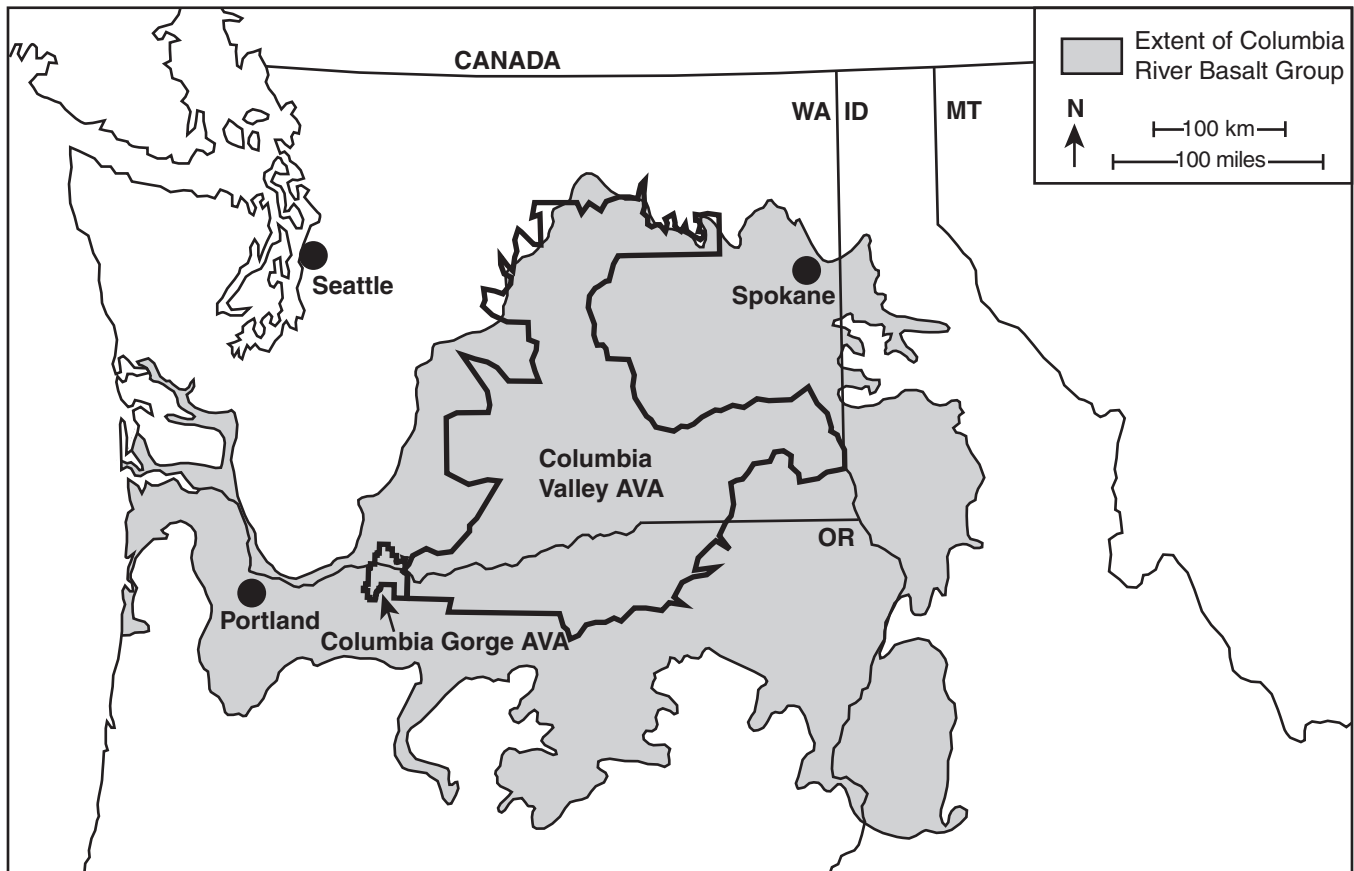 CANADA
Extent of Columbia
River Basalt Group
N
100 km
100 miles
WA
ID
MT
Seattle
Spokane
Columbia
Valley AVA
OR
Portland
Columbia Gorge AVA